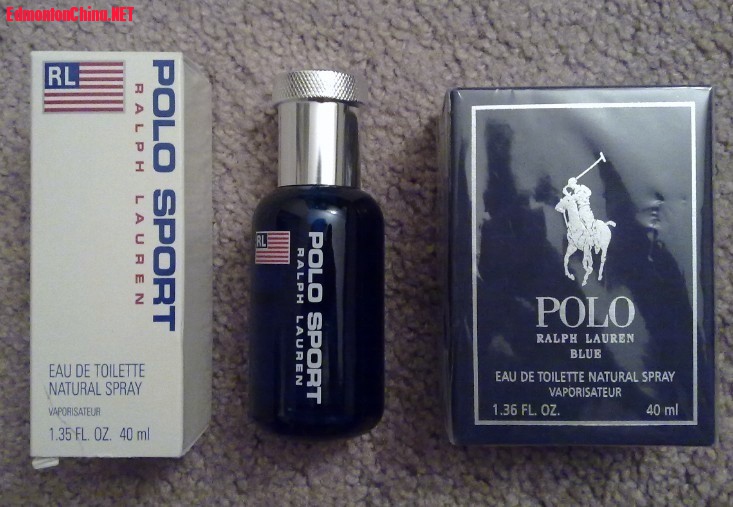 EdmontonChina.NET
RL
POLO SPORT
RALPH LAUREN
EAU DE TOILETTE
NATURAL SPRAY
VAPORISATEUR
1.35 FL. OZ. 40 ml
RL
POLO SPORT
RALPH LAUREN
POLO
RALPH LAUREN
BLUE
EAU DE TOILETTE NATURAL SPRAY
VAPORISATEUR
1.36 FL. OZ. 40 ml